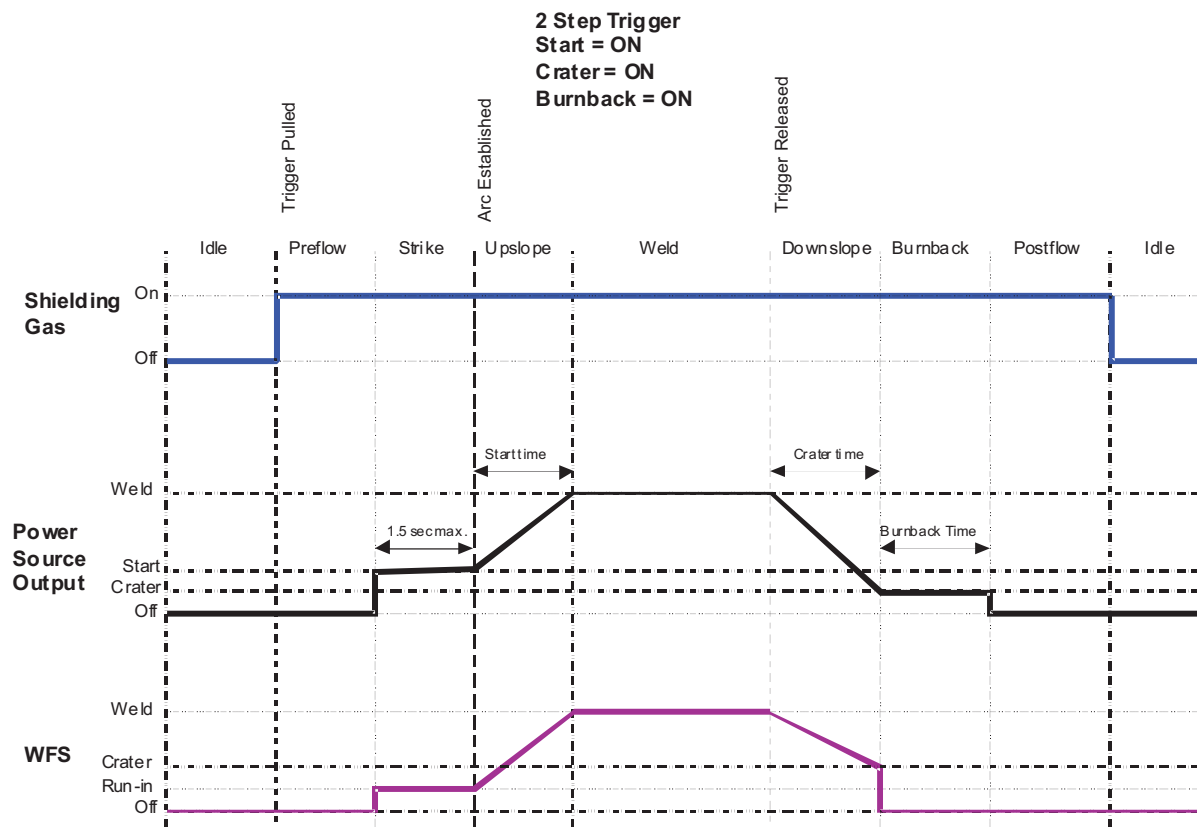 2 Step Trigger
Start = ON
Crater = ON
Burnback = ON
Trigger Pulled
Arc Established
Trigger Released
Idle
Preflow
Strike
Upslope
Weld
Downslope
Burnback
Postflow
Idle
Shielding
Gas
On
Off
Start time
Crater time
Weld
1.5 sec max.
Burnback Time
Power
Source
Output
Start
Crater
Off
Weld
WFS
Crater
Run-in
Off